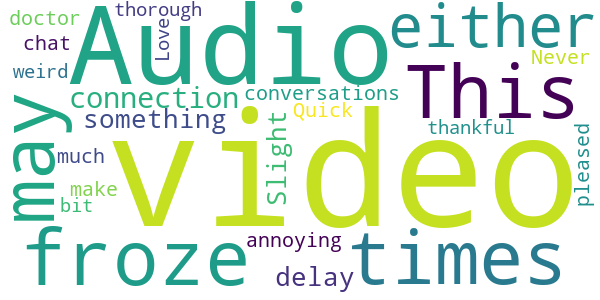 doctor thorough Love Audio either
chat Never
weird connection conversations This
may something Quick thankful
much video Slight pleased
make
bit
froze annoying times
delay